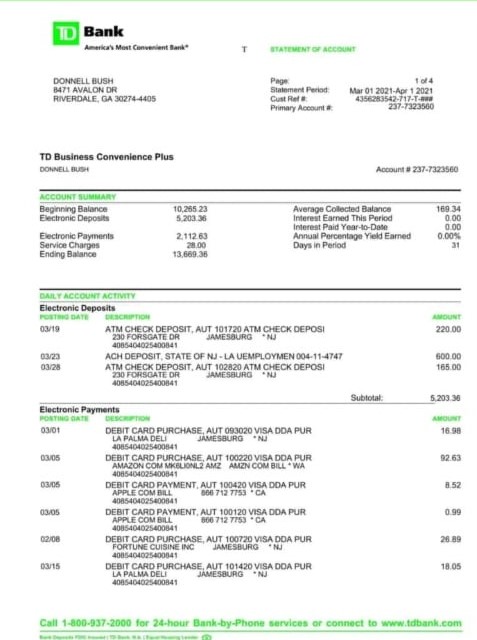 TD Bank
America's Most Convenient Bank®
T
STATEMENT OF ACCOUNT
DONNELL BUSH
8471 AVALON DR
RIVERDALE, GA 30274-4405
Page: 1 of 4
Statement Period: Mar 01 2021-Apr 1 2021
Cust Ref #: 4356283542-717-T-###
Primary Account #: 237-7323560
TD Business Convenience Plus
DONNELL BUSH
Account # 237-7323560
ACCOUNT SUMMARY
Beginning Balance 10,265.23
Electronic Deposits 5,203.36
Electronic Payments 2,112.63
Service Charges 28.00
Ending Balance 13,669.36
Average Collected Balance 169.34
Interest Earned This Period 0.00
Interest Paid Year-to-Date 0.00
Annual Percentage Yield Earned 0.00%
Days in Period 31
DAILY ACCOUNT ACTIVITY
Electronic Deposits
POSTING DATE DESCRIPTION AMOUNT
03/19 ATM CHECK DEPOSIT, AUT 101720 ATM CHECK DEPOSI 220.00
230 FORSGATE DR JAMESBURG * NJ
4085404025400841
03/23 ACH DEPOSIT, STATE OF NJ - LA UEMPLOYMEN 004-11-4747 600.00
03/28 ATM CHECK DEPOSIT, AUT 102820 ATM CHECK DEPOSI 165.00
230 FORSGATE DR JAMESBURG * NJ
4085404025400841
Subtotal: 5,203.36
Electronic Payments
POSTING DATE DESCRIPTION AMOUNT
03/01 DEBIT CARD PURCHASE, AUT 093020 VISA DDA PUR 16.98
LA PALMA DELI JAMESBURG * NJ
4085404025400841
03/05 DEBIT CARD PURCHASE, AUT 100220 VISA DDA PUR 92.63
AMAZON COM MK6LI0NL2 AMZ AMZN COM BILL * WA
4085404025400841
03/05 DEBIT CARD PAYMENT, AUT 100420 VISA DDA PUR 8.52
APPLE COM BILL 866 712 7753 * CA
4085404025400841
03/05 DEBIT CARD PAYMENT, AUT 100120 VISA DDA PUR 0.99
APPLE COM BILL 866 712 7753 * CA
4085404025400841
02/08 DEBIT CARD PURCHASE, AUT 100720 VISA DDA PUR 26.89
FORTUNE CUISINE INC JAMESBURG * NJ
4085404025400841
03/15 DEBIT CARD PURCHASE, AUT 101420 VISA DDA PUR 18.05
LA PALMA DELI JAMESBURG * NJ
4085404025400841
Call 1-800-937-2000 for 24-hour Bank-by-Phone services or connect to www.tdbank.com
Bank Deposits FDIC Insured | TD Bank, N.A. | Equal Housing Lender